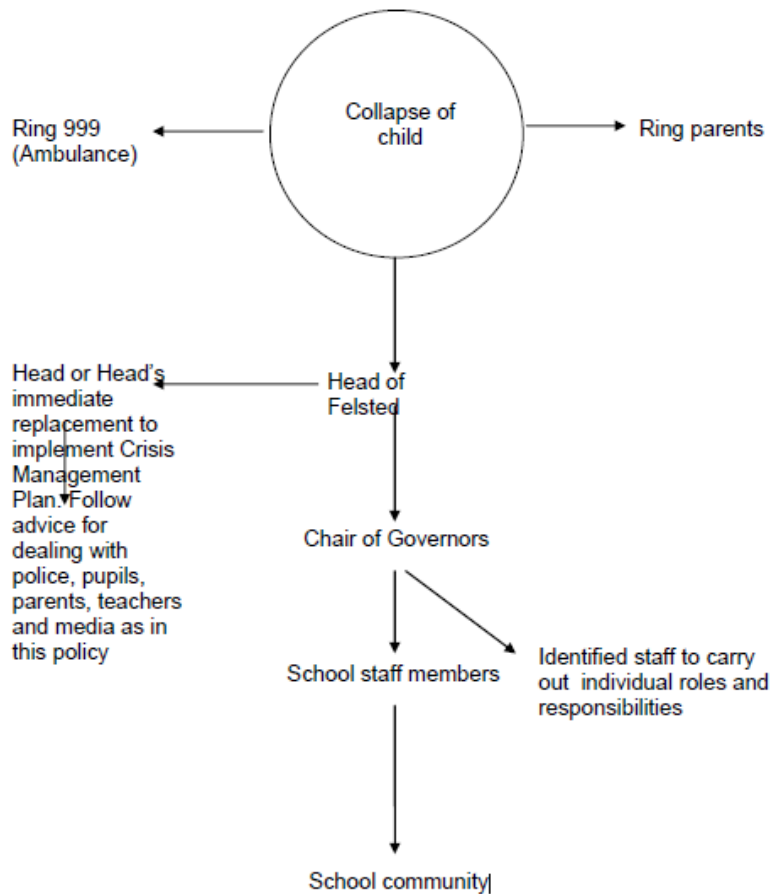 Collapse of
child
Ring 999
(Ambulance)
Ring parents
Head or Head's
immediate
replacement to
implement Crisis
Management
Plan. Follow
advice for
dealing with
police, pupils,
parents, teachers
and media as in
this policy
Head of
Felsted
Chair of Governors
School staff members
Identified staff to carry
out individual roles and
responsibilities
School community